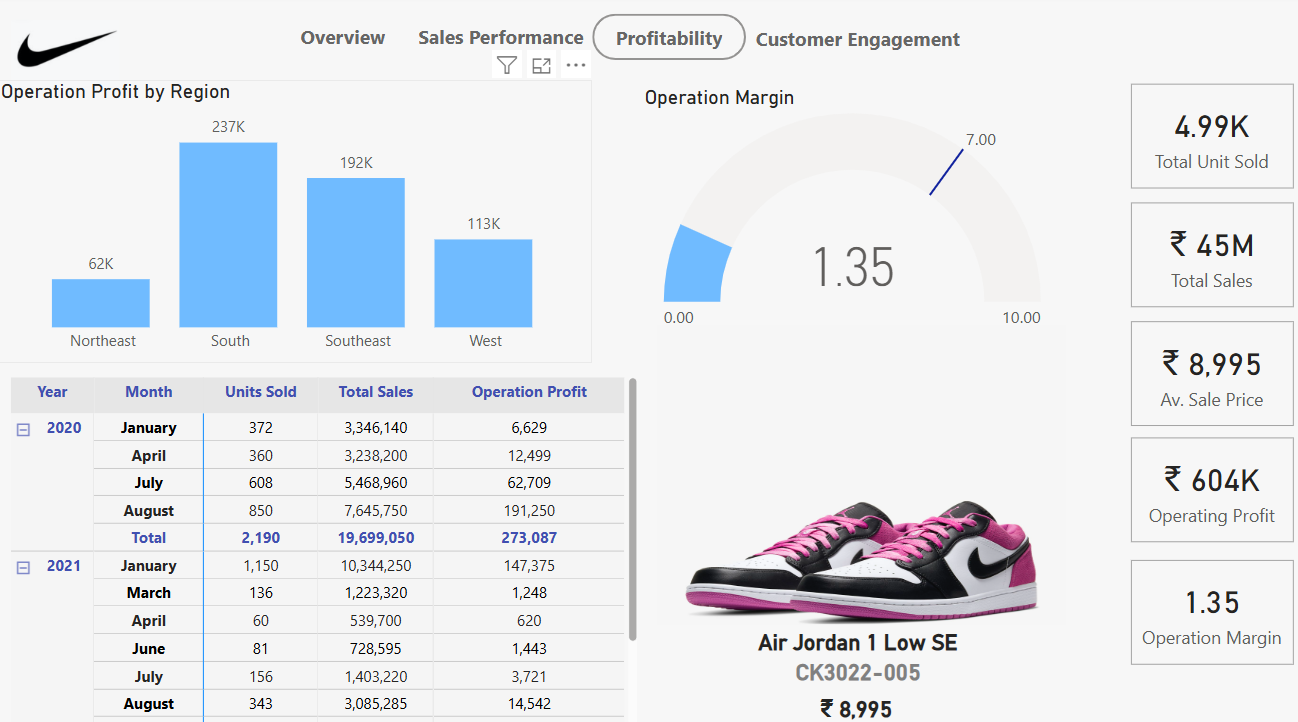 Overview Sales Performance Profitability Customer Engagement
Operation Profit by Region
237K
192K
113K
62K
Northeast South Southeast West
Operation Margin
7.00
1.35
0.00 10.00
4.99K
Total Unit Sold
₹ 45M
Total Sales
₹ 8,995
Av. Sale Price
₹ 604K
Operating Profit
1.35
Operation Margin
Year Month Units Sold Total Sales Operation Profit
2020 January 372 3,346,140 6,629
April 360 3,238,200 12,499
July 608 5,468,960 62,709
August 850 7,645,750 191,250
Total 2,190 19,699,050 273,087
2021 January 1,150 10,344,250 147,375
March 136 1,223,320 1,248
April 60 539,700 620
June 81 728,595 1,443
July 156 1,403,220 3,721
August 343 3,085,285 14,542
Air Jordan 1 Low SE
CK3022-005
₹ 8,995